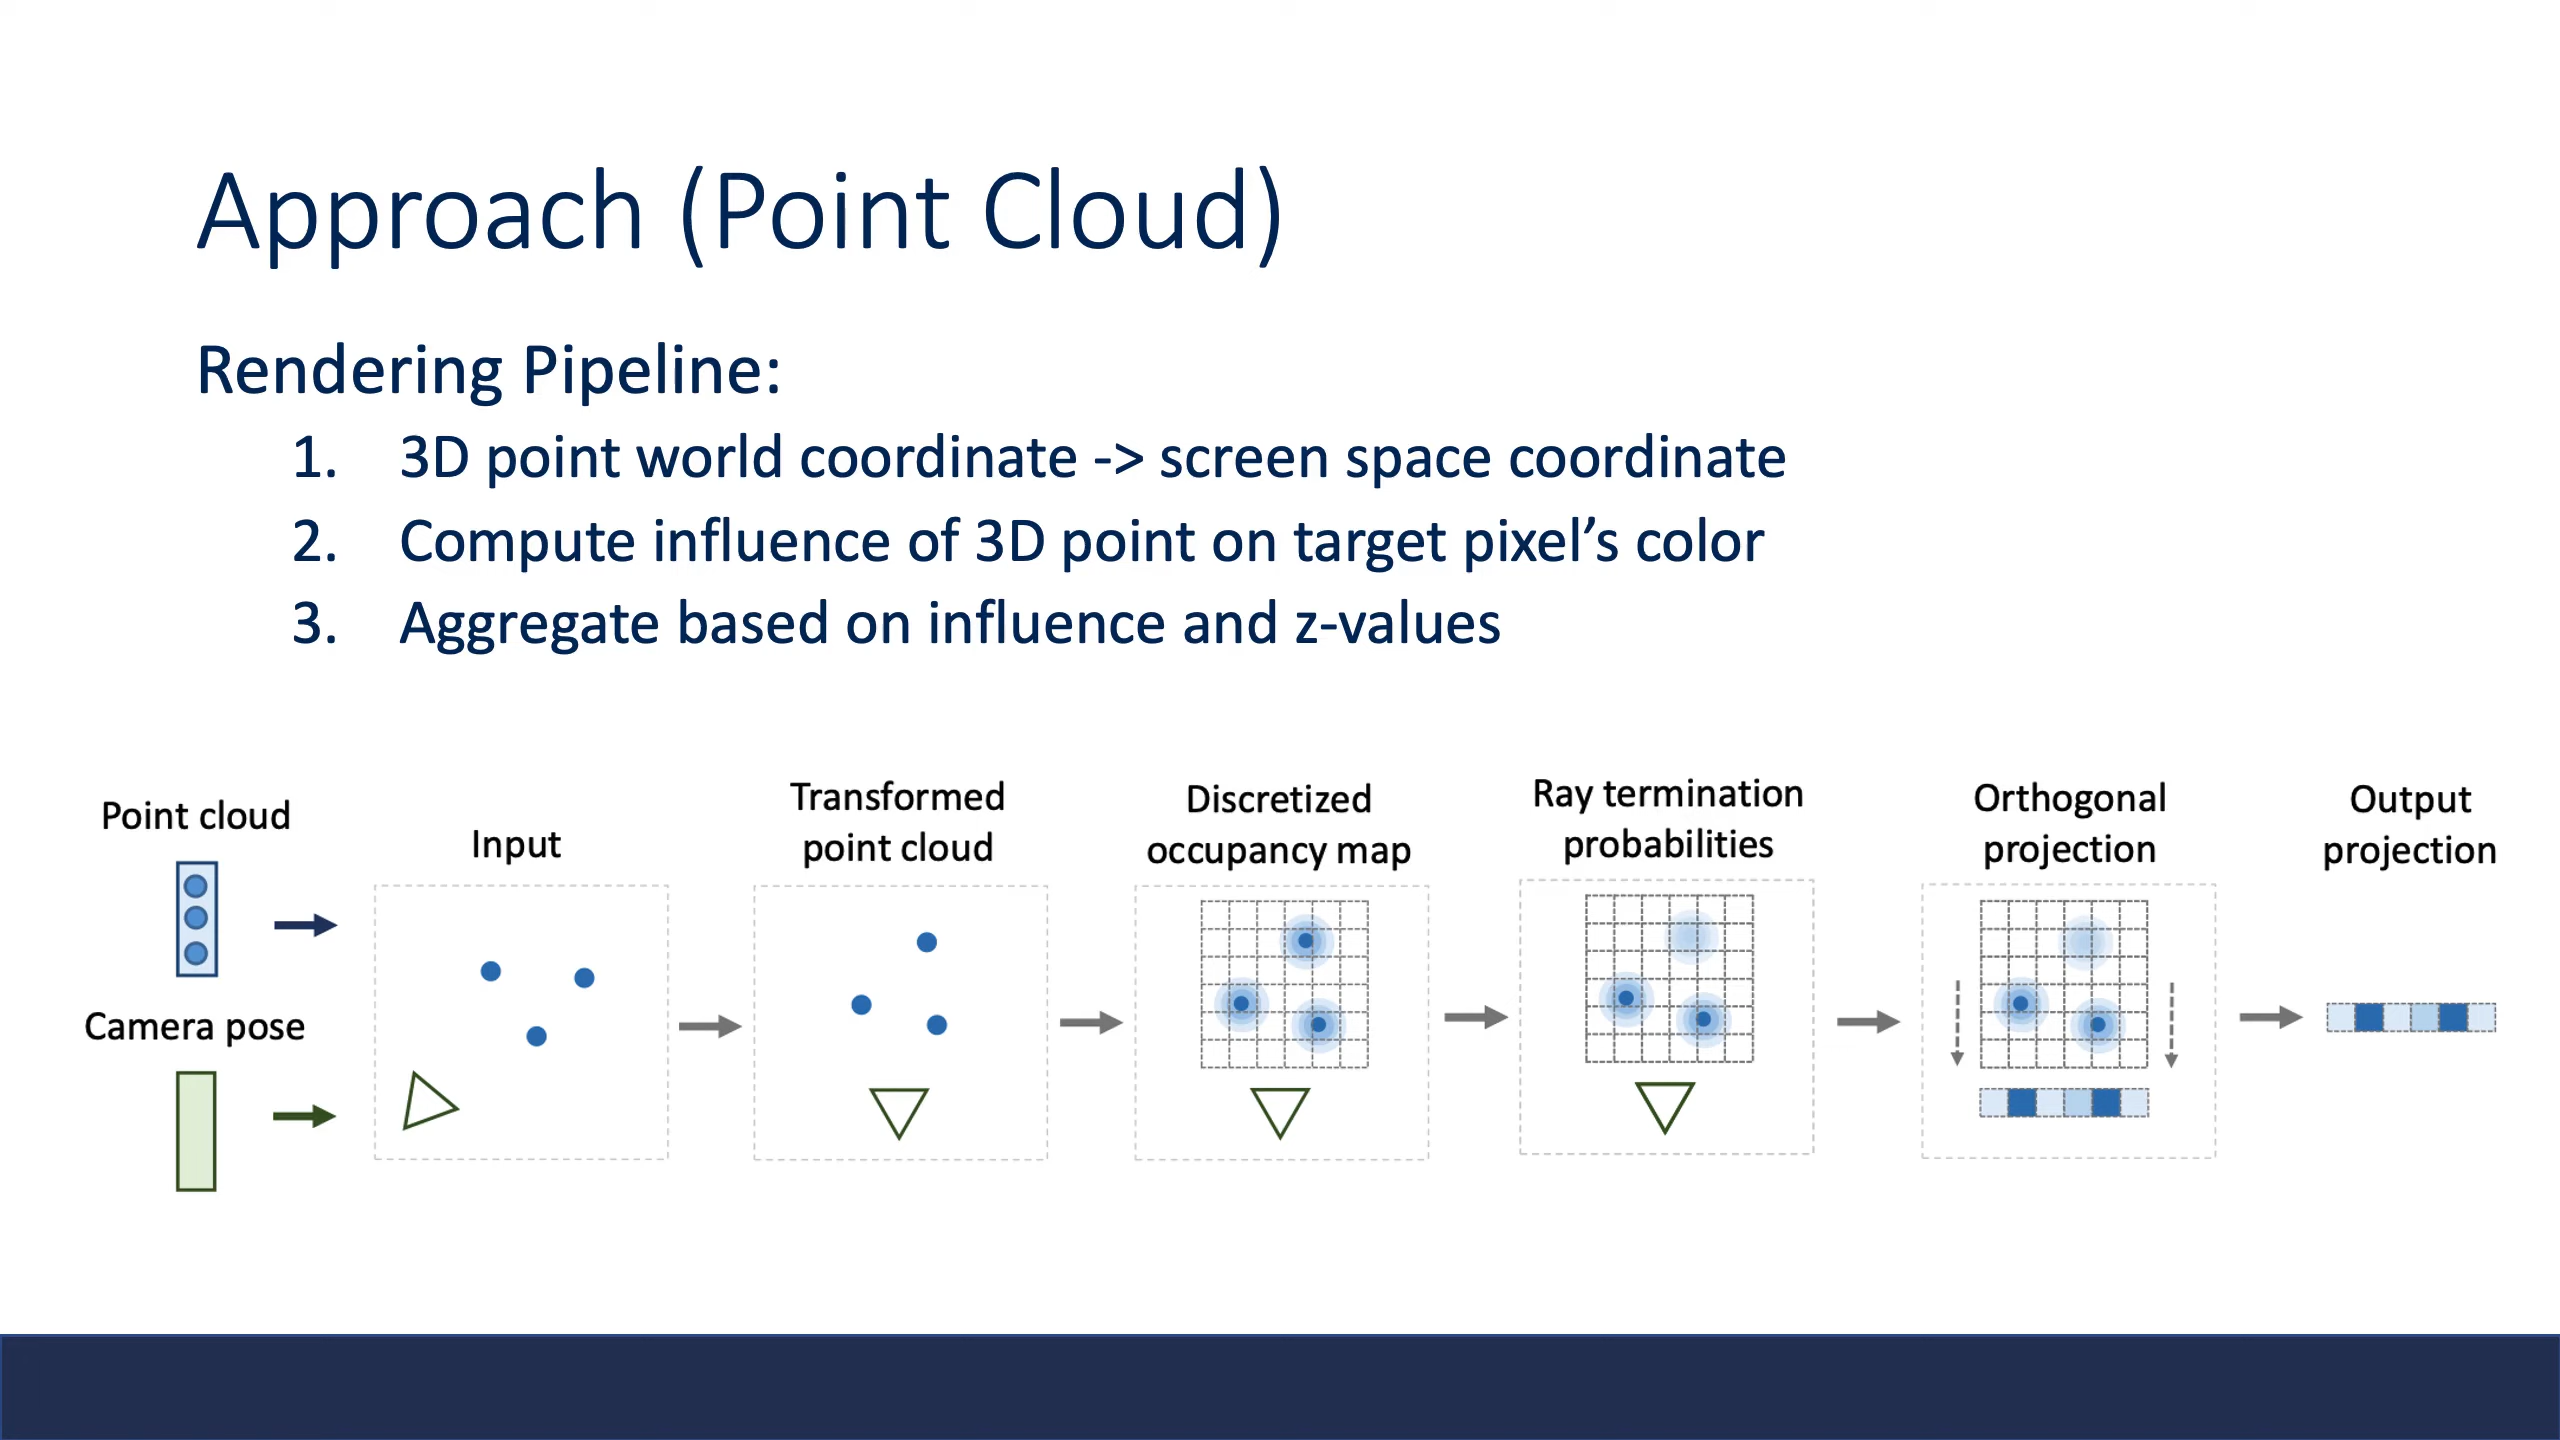 Approach (Point Cloud)
Rendering Pipeline:
1. 3D point world coordinate -> screen space coordinate
2. Compute influence of 3D point on target pixel’s color
3. Aggregate based on influence and z-values
Point cloud
Camera pose
Input
Transformed
point cloud
Discretized
occupancy map
Ray termination
probabilities
Orthogonal
projection
Output
projection